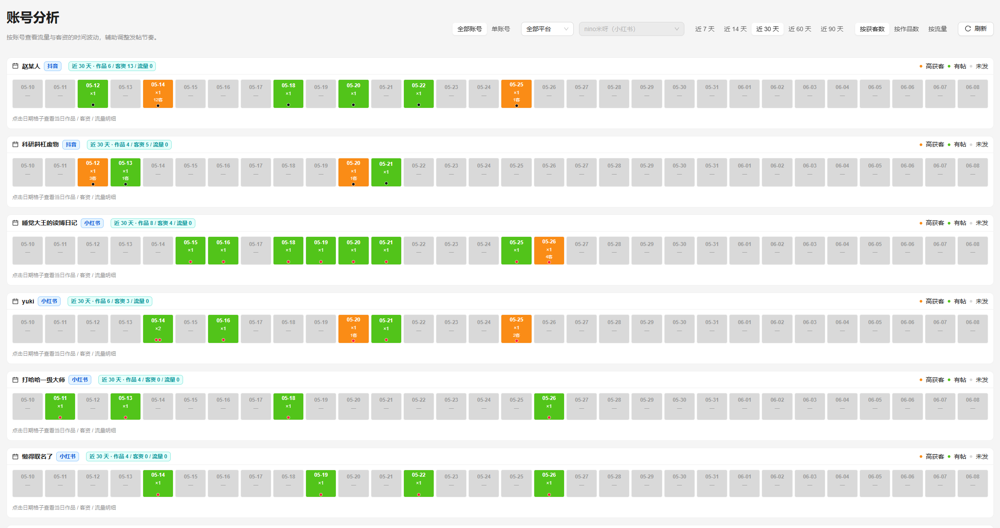 账号分析
按账号查看流量与客资的时间波动，辅助调整发帖节奏。
全部账号 单账号 全部平台 nino米呀（小红书） 近 7 天 近 14 天 近 30 天 近 60 天 近 90 天 按获客数 按作品数 按流量 刷新
赵某人 抖音 近 30 天 · 作品 6 / 客资 13 / 流量 0 高获客 有帖 未发
05-10 05-11 05-12 05-13 05-14 05-15 05-16 05-17 05-18 05-19 05-20 05-21 05-22 05-23 05-24 05-25 05-26 05-27 05-28 05-29 05-30 05-31 06-01 06-02 06-03 06-04 06-05 06-06 06-07 06-08
— — ×1 — ×1 — — — ×1 — ×1 — ×1 — — ×1 — — — — — — — — — — — — — —
12客 1客
点击日期格子查看当日作品 / 客资 / 流量明细
科研斜杠废物 抖音 近 30 天 · 作品 4 / 客资 5 / 流量 0 高获客 有帖 未发
05-10 05-11 05-12 05-13 05-14 05-15 05-16 05-17 05-18 05-19 05-20 05-21 05-22 05-23 05-24 05-25 05-26 05-27 05-28 05-29 05-30 05-31 06-01 06-02 06-03 06-04 06-05 06-06 06-07 06-08
— — ×1 ×1 — — — — — — ×1 ×1 — — — — — — — — — — — — — — — — — —
3客 1客 1客
点击日期格子查看当日作品 / 客资 / 流量明细
睡觉大王的读博日记 小红书 近 30 天 · 作品 8 / 客资 4 / 流量 0 高获客 有帖 未发
05-10 05-11 05-12 05-13 05-14 05-15 05-16 05-17 05-18 05-19 05-20 05-21 05-22 05-23 05-24 05-25 05-26 05-27 05-28 05-29 05-30 05-31 06-01 06-02 06-03 06-04 06-05 06-06 06-07 06-08
— — — — — ×1 ×1 — ×1 ×1 ×1 ×1 — — — ×1 ×1 — — — — — — — — — — — — —
4客
点击日期格子查看当日作品 / 客资 / 流量明细
yuki 小红书 近 30 天 · 作品 6 / 客资 3 / 流量 0 高获客 有帖 未发
05-10 05-11 05-12 05-13 05-14 05-15 05-16 05-17 05-18 05-19 05-20 05-21 05-22 05-23 05-24 05-25 05-26 05-27 05-28 05-29 05-30 05-31 06-01 06-02 06-03 06-04 06-05 06-06 06-07 06-08
— — — — ×2 — ×1 — — — ×1 ×1 — — — ×1 — — — — — — — — — — — — — —
1客 2客
点击日期格子查看当日作品 / 客资 / 流量明细
打哈哈一级大师 小红书 近 30 天 · 作品 4 / 客资 0 / 流量 0 高获客 有帖 未发
05-10 05-11 05-12 05-13 05-14 05-15 05-16 05-17 05-18 05-19 05-20 05-21 05-22 05-23 05-24 05-25 05-26 05-27 05-28 05-29 05-30 05-31 06-01 06-02 06-03 06-04 06-05 06-06 06-07 06-08
— ×1 — ×1 — — — — ×1 — — — — — — — ×1 — — — — — — — — — — — — —
点击日期格子查看当日作品 / 客资 / 流量明细
懒得取名了 小红书 近 30 天 · 作品 4 / 客资 0 / 流量 0 高获客 有帖 未发
05-10 05-11 05-12 05-13 05-14 05-15 05-16 05-17 05-18 05-19 05-20 05-21 05-22 05-23 05-24 05-25 05-26 05-27 05-28 05-29 05-30 05-31 06-01 06-02 06-03 06-04 06-05 06-06 06-07 06-08
— — — — ×1 — — — — ×1 — — ×1 — — — ×1 — — — — — — — — — — — — —
点击日期格子查看当日作品 / 客资 / 流量明细